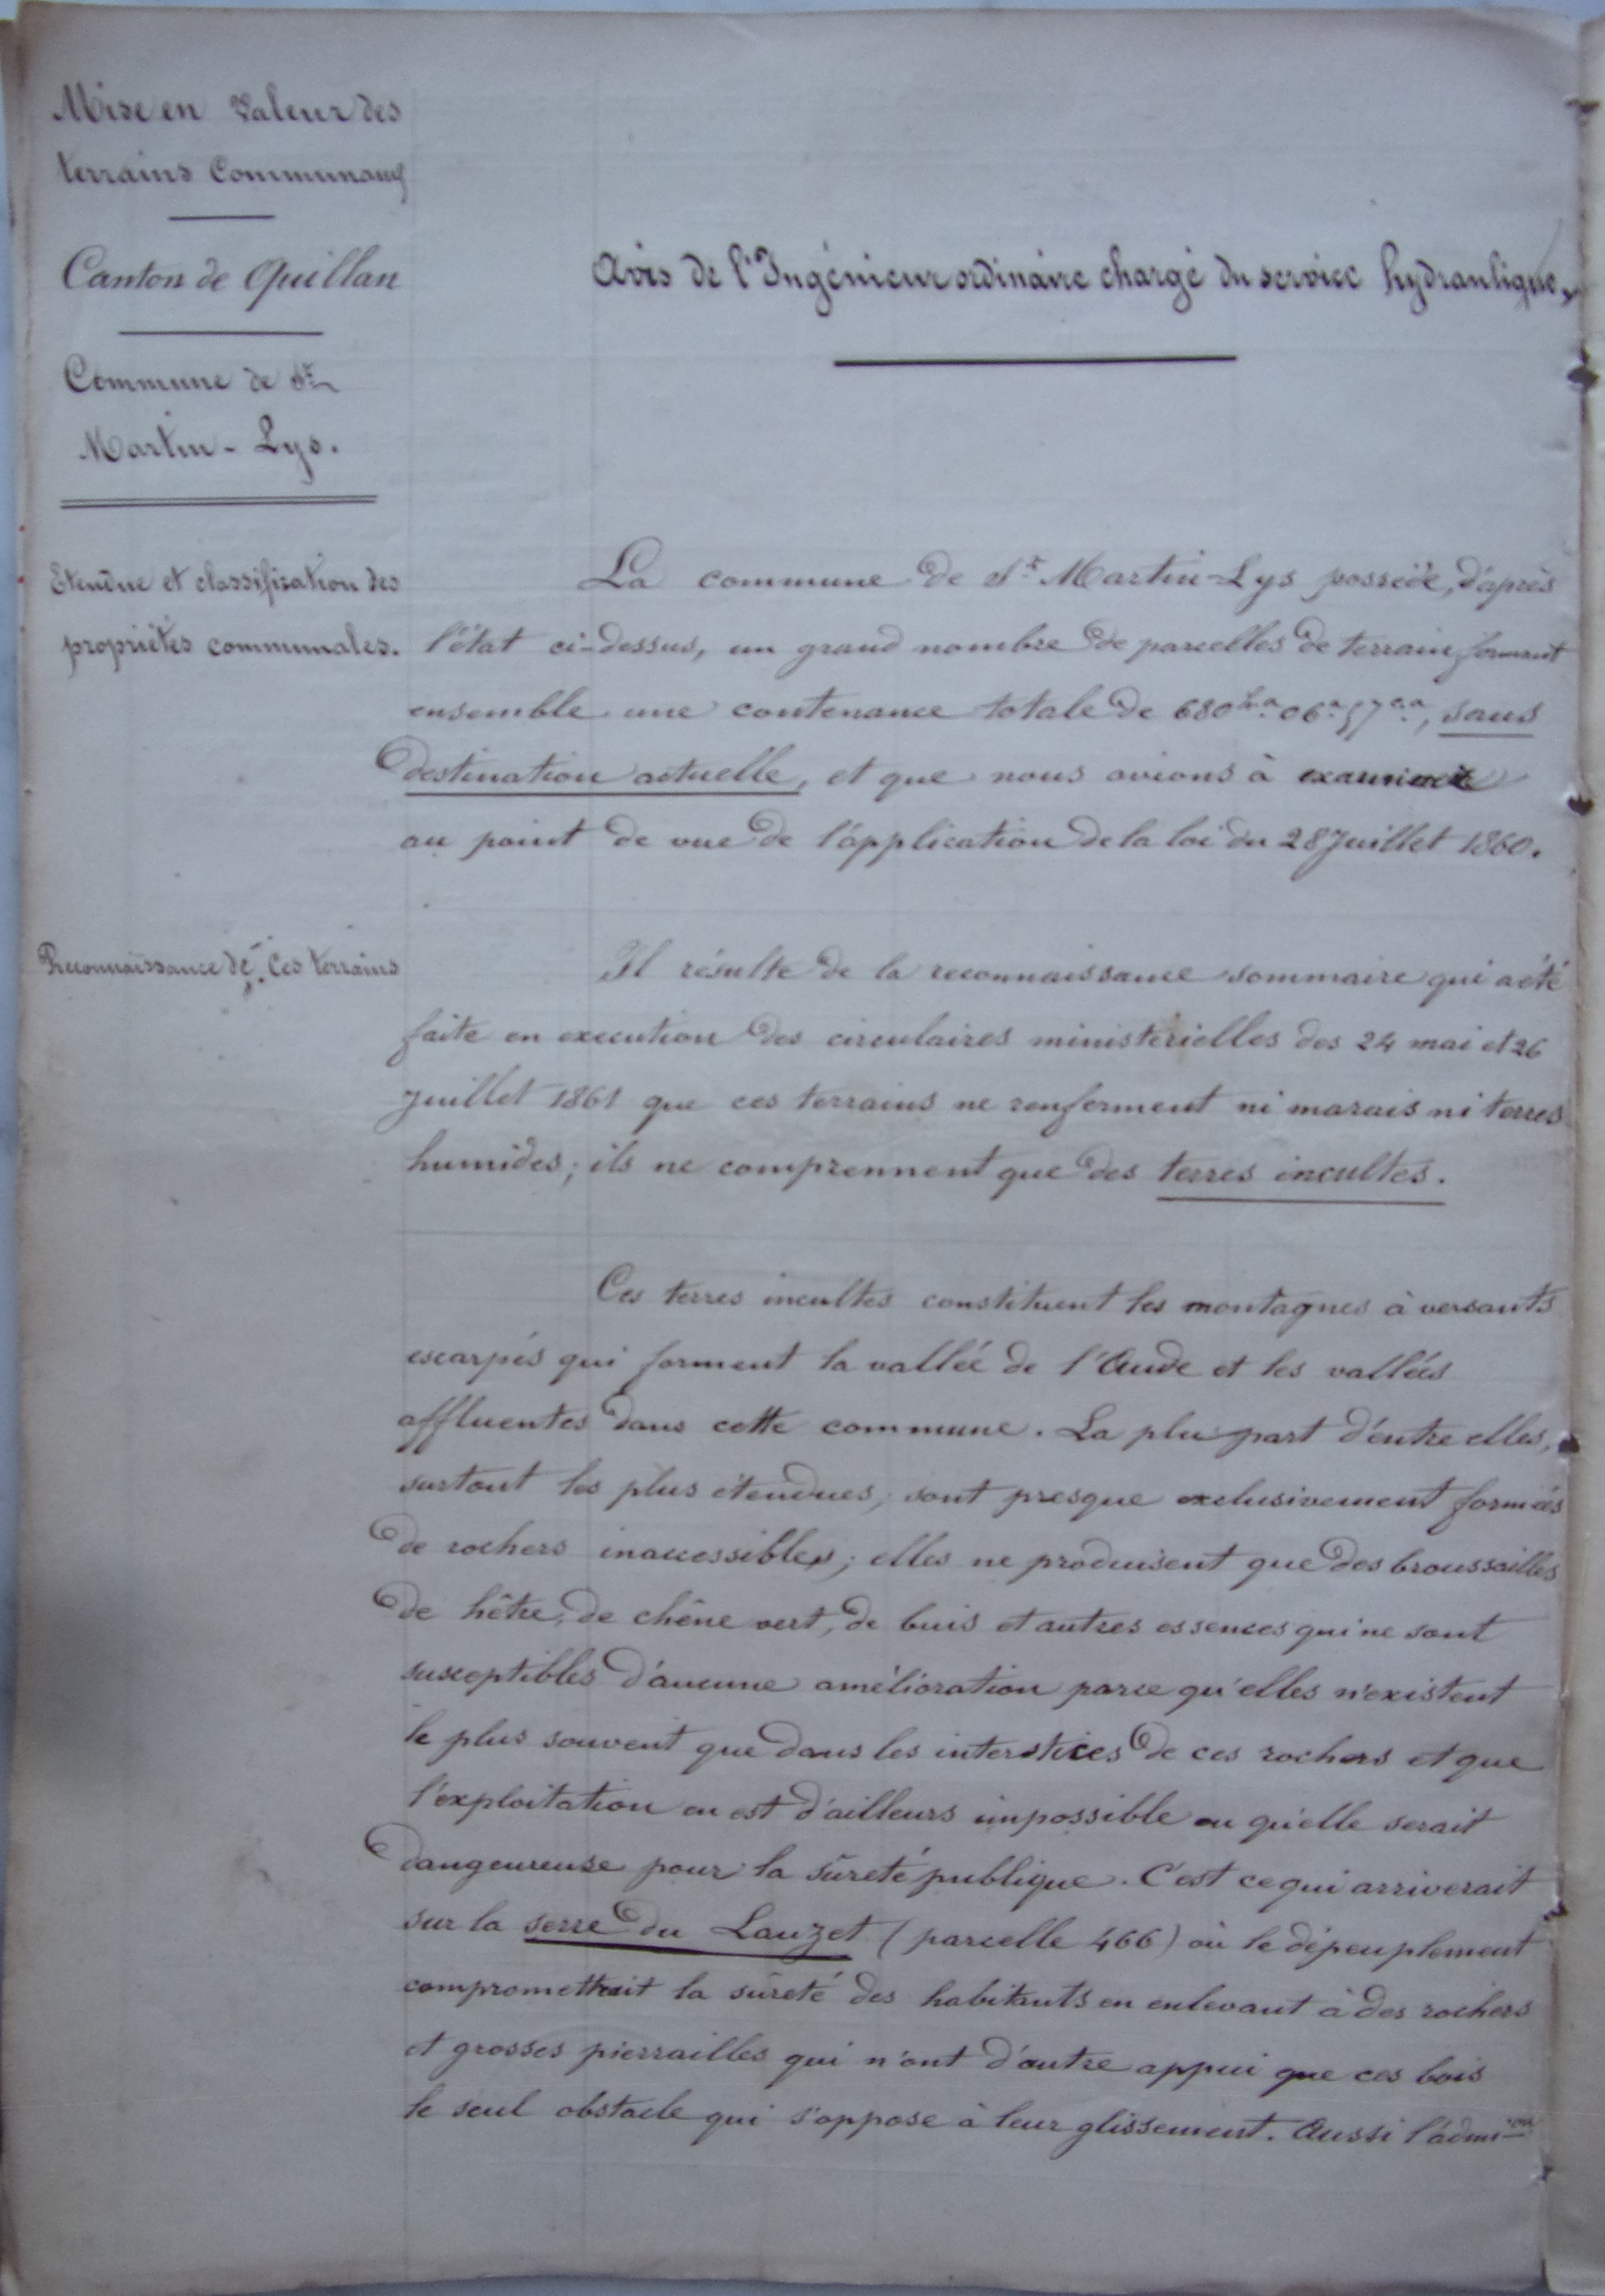 Mise en Valeur des
terrains Communaux
Canton de Quillan
Commune de St
Martin-Lys.
Avis de l'Ingénieur ordinaire chargé du service hydraulique.
Etendue et classification des
propriétés communales.
La commune de St Martin-Lys possède, d'après
l'état ci-dessus, un grand nombre de parcelles de terrain formant
ensemble une contenance totale de 680ha 06a 57ca, sans
destination actuelle, et que nous avions à examiner
au point de vue de l'application de la loi du 28 Juillet 1860.
Reconnaissance de ces terrains
Il résulte de la reconnaissance sommaire qui a été
faite en execution des circulaires ministerielles des 24 mai et 26
Juillet 1861 que ces terrains ne renferment ni marais ni terres
humides; ils ne comprennent que des terres incultes.
Ces terres incultes constituent les montagnes à versants
escarpés qui forment la vallée de l'Aude et les vallées
affluentes dans cette commune. La plupart d'entre elles,
surtout les plus étendues, sont presque exclusivement formées
de rochers inaccessibles; elles ne produisent que des broussailles
de hêtre, de chêne vert, de buis et autres essences qui ne sont
susceptibles d'aucune amélioration parce qu'elles n'existent
le plus souvent que dans les interstices de ces rochers et que
l'exploitation en est d'ailleurs impossible ou qu'elle serait
dangeureuse pour la sûreté publique. C'est ce qui arriverait
sur la serre du Lauzet (parcelle 466) où le dépeuplement
compromettrait la sûreté des habitants en enlevant à des rochers
et grosses pierrailles qui n'ont d'autre appui que ces bois
le seul obstacle qui s'oppose à leur glissement. Aussi l'admion